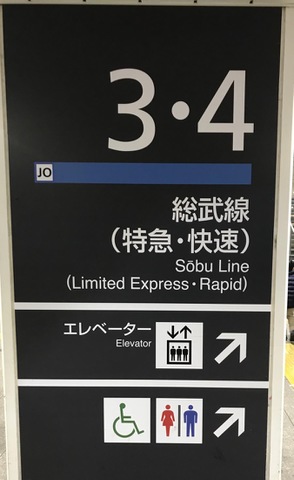 3・4
JO
総武線
（特急・快速）
Sōbu Line
(Limited Express・Rapid)
エレベーター
Elevator